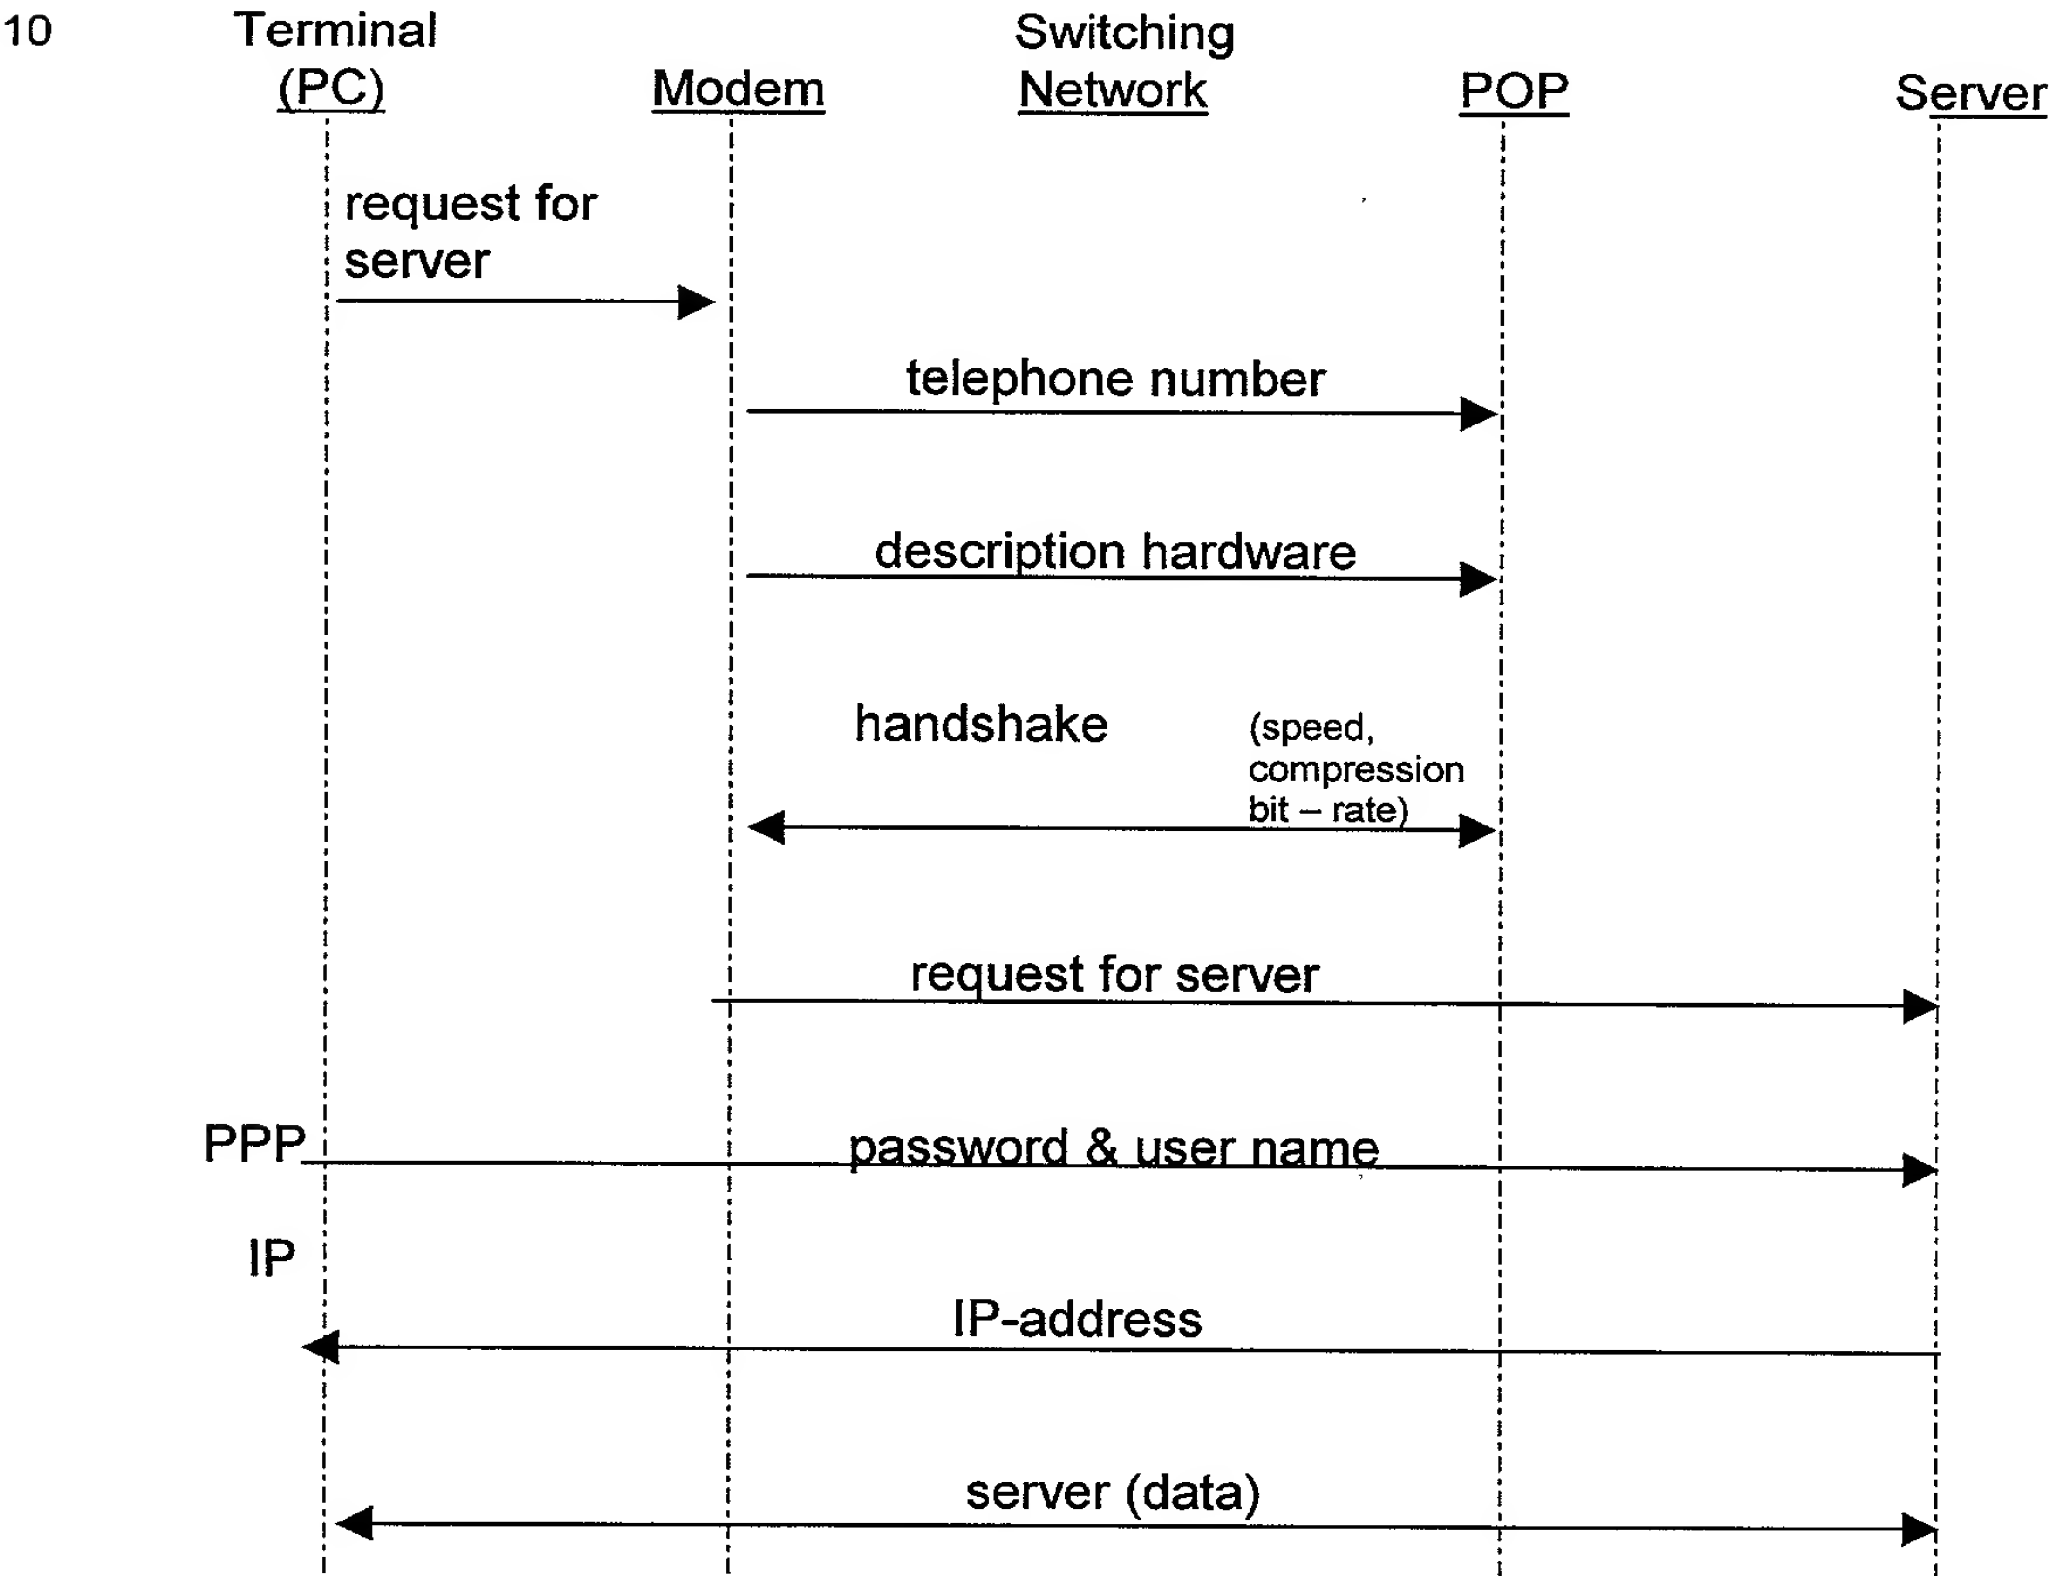 10
Terminal
(PC)
Modem
Switching
Network
POP
Server
request for
server
telephone number
description hardware
handshake
(speed,
compression
bit – rate)
request for server
PPP
password & user name
IP
IP-address
server (data)